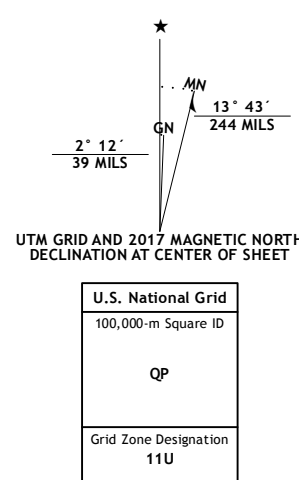 ★
MN
GN
13° 43´
244 MILS
2° 12´
39 MILS
UTM GRID AND 2017 MAGNETIC NORTH
DECLINATION AT CENTER OF SHEET
U.S. National Grid
100,000-m Square ID
QP
Grid Zone Designation
11U